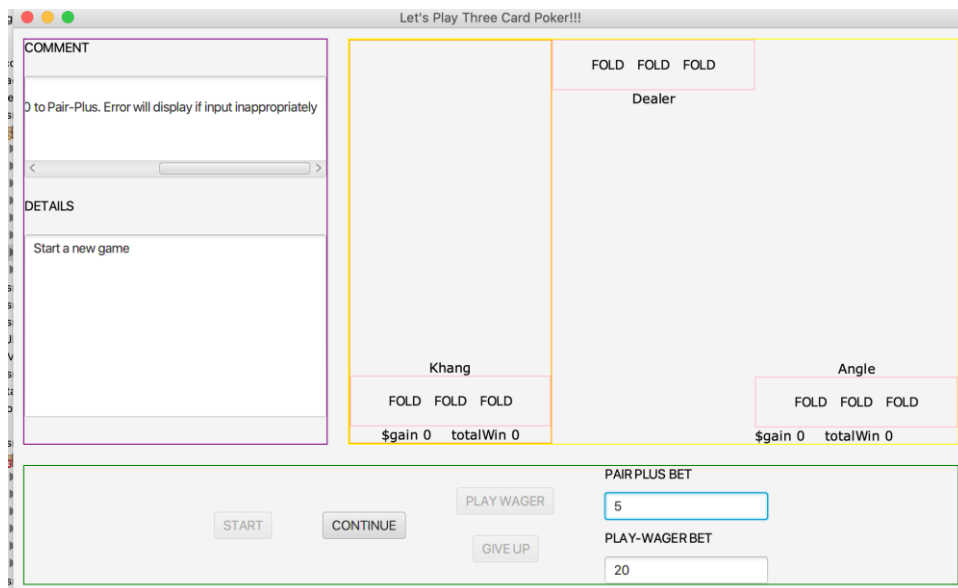 Let's Play Three Card Poker!!!
COMMENT
to Pair-Plus. Error will display if input inappropriately
DETAILS
Start a new game
FOLD FOLD FOLD
Dealer
Khang
FOLD FOLD FOLD
$gain 0 totalWin 0
Angle
FOLD FOLD FOLD
$gain 0 totalWin 0
START
CONTINUE
PLAY WAGER
GIVE UP
PAIR PLUS BET
5
PLAY-WAGER BET
20